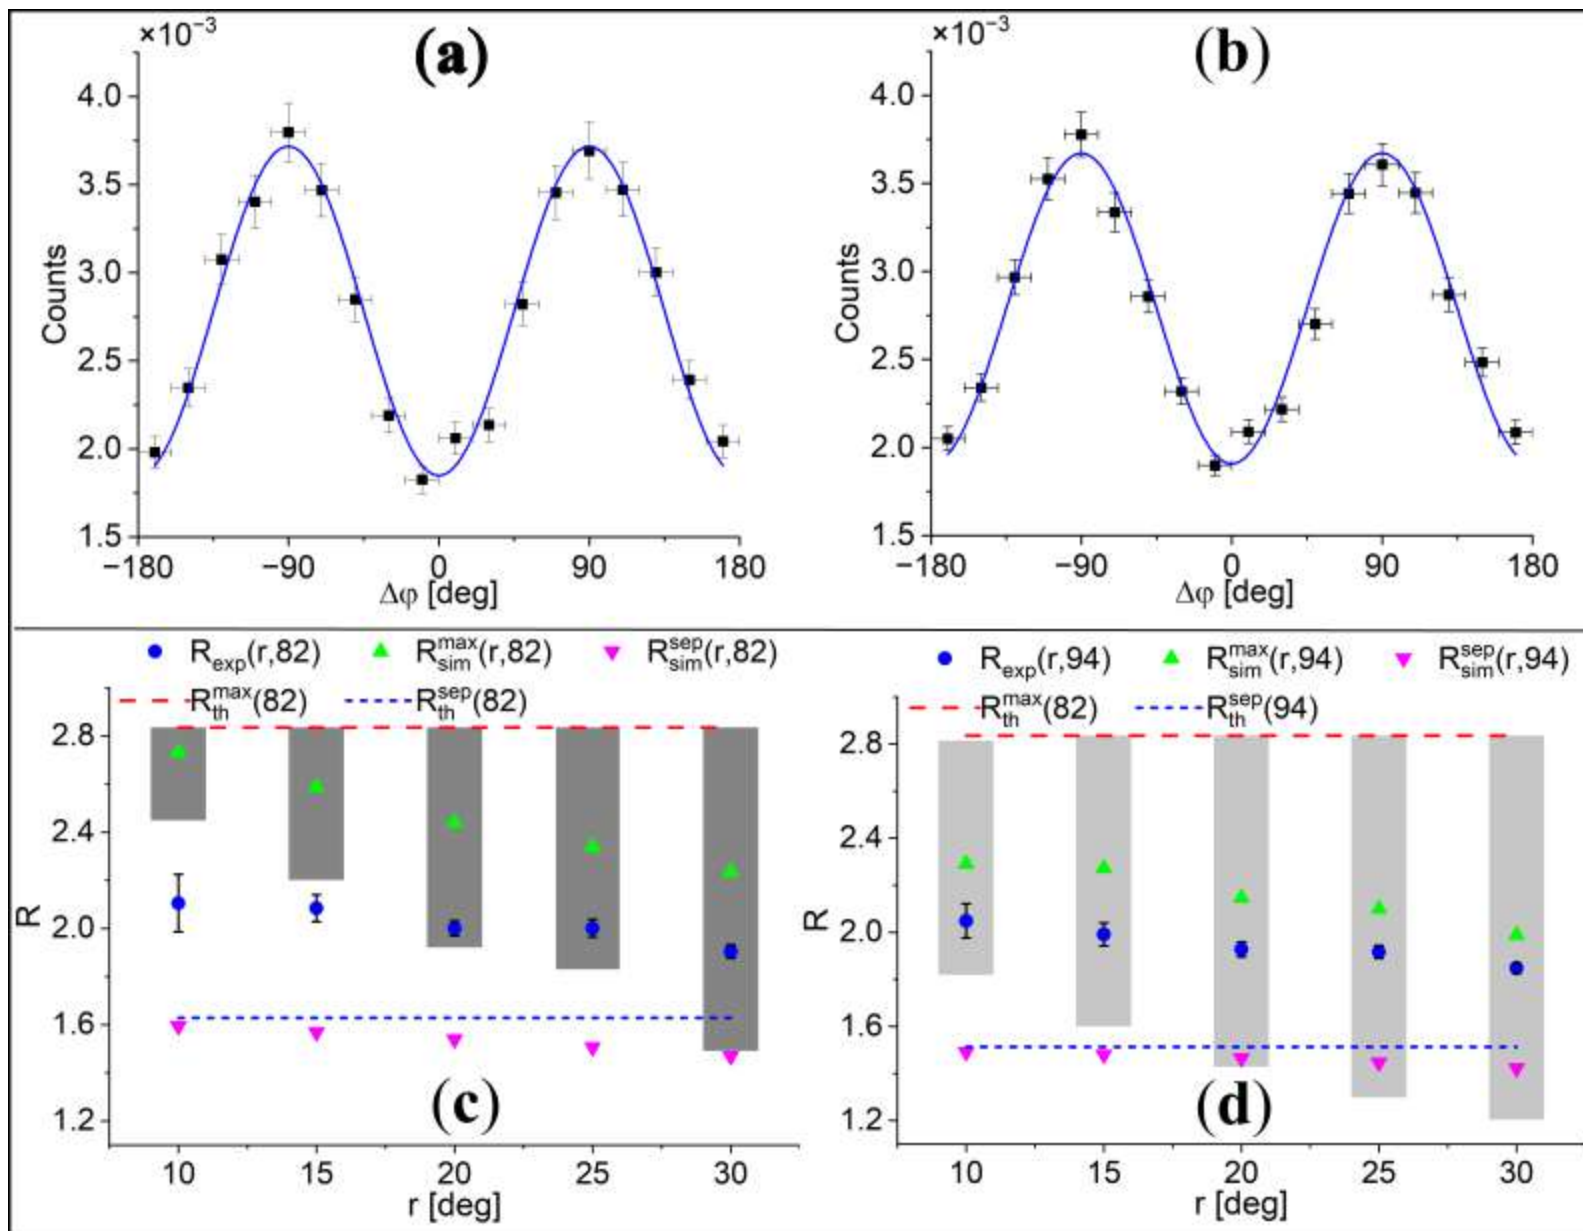 ×10⁻³
(a)
4.0
3.5
3.0
2.5
2.0
1.5
Counts
−180 −90 0 90 180
Δφ [deg]
×10⁻³
(b)
4.0
3.5
3.0
2.5
2.0
1.5
Counts
−180 −90 0 90 180
Δφ [deg]
R_exp(r,82) R_sim^max(r,82) R_sim^sep(r,82)
R_th^max(82) R_th^sep(82)
2.8
2.4
2.0
1.6
1.2
R
(c)
10 15 20 25 30
r [deg]
R_exp(r,94) R_sim^max(r,94) R_sim^sep(r,94)
R_th^max(82) R_th^sep(94)
2.8
2.4
2.0
1.6
1.2
R
(d)
10 15 20 25 30
r [deg]